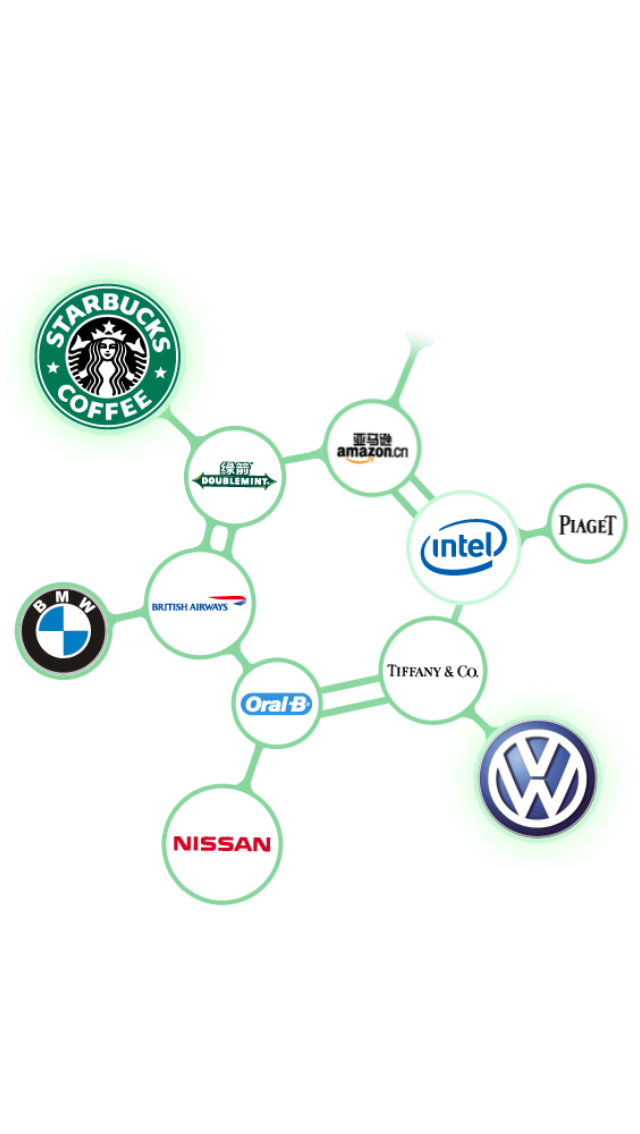 STARBUCKS
COFFEE
亚马逊
amazon.cn
绿箭
DOUBLEMINT.
PIAGET
intel
BRITISH AIRWAYS
BMW
TIFFANY & CO.
Oral-B
VW
NISSAN